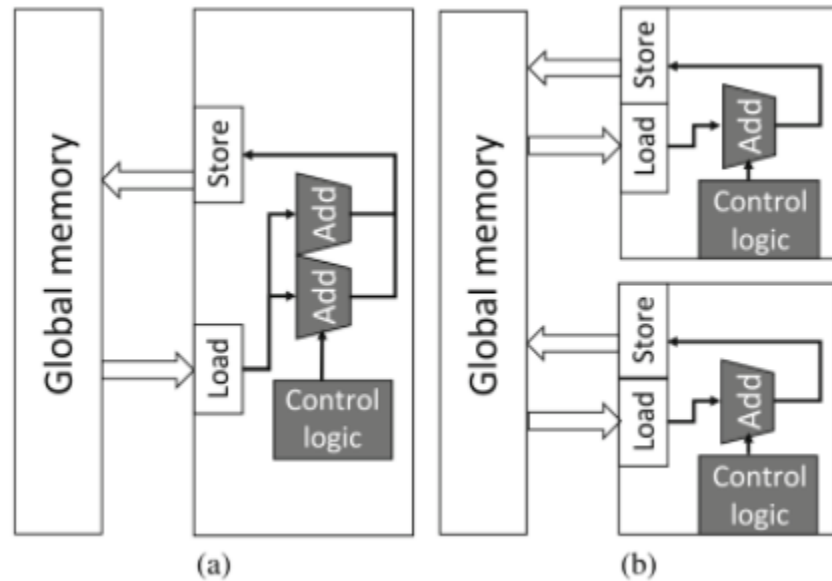 Global memory
Store
Load
Add
Add
Control
logic
(a)
Global memory
Store
Load
Add
Control
logic
Store
Load
Add
Control
logic
(b)